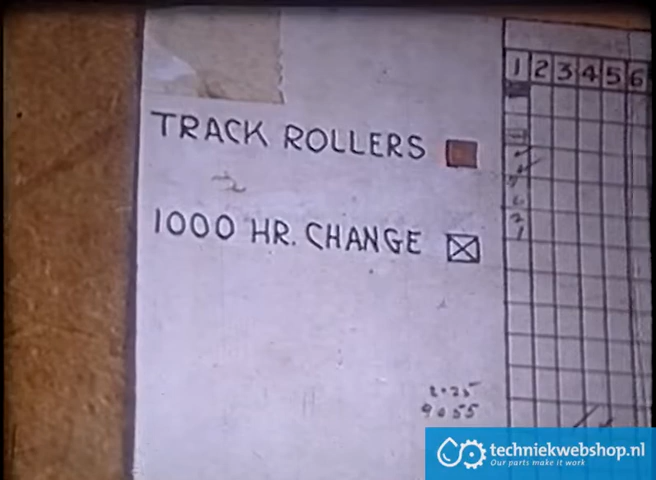 1 2 3 4 5 6
TRACK ROLLERS
1000 HR. CHANGE
techniekwebshop.nl
Our parts make it work